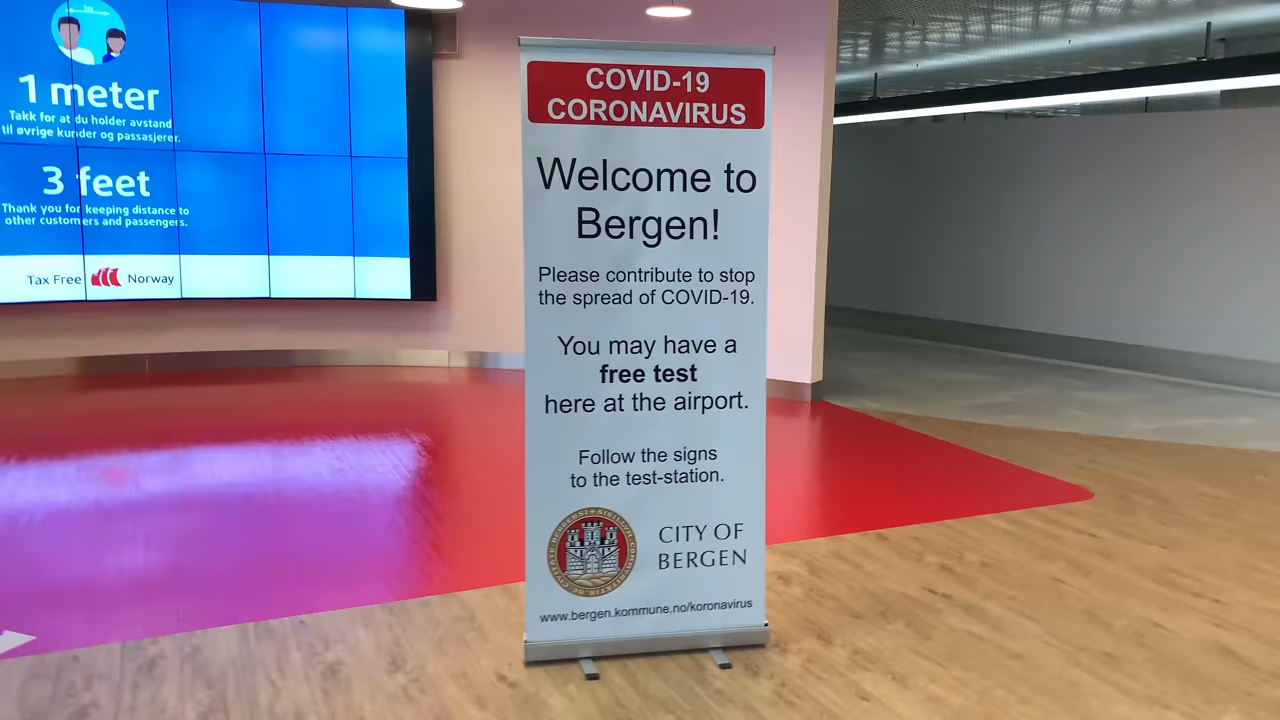 1 meter
Takk for at du holder avstand
til øvrige kunder og passasjerer.
3 feet
Thank you for keeping distance to
other customers and passengers.
Tax Free Norway
COVID-19
CORONAVIRUS
Welcome to
Bergen!
Please contribute to stop
the spread of COVID-19.
You may have a
free test
here at the airport.
Follow the signs
to the test-station.
CITY OF
BERGEN
www.bergen.kommune.no/koronavirus